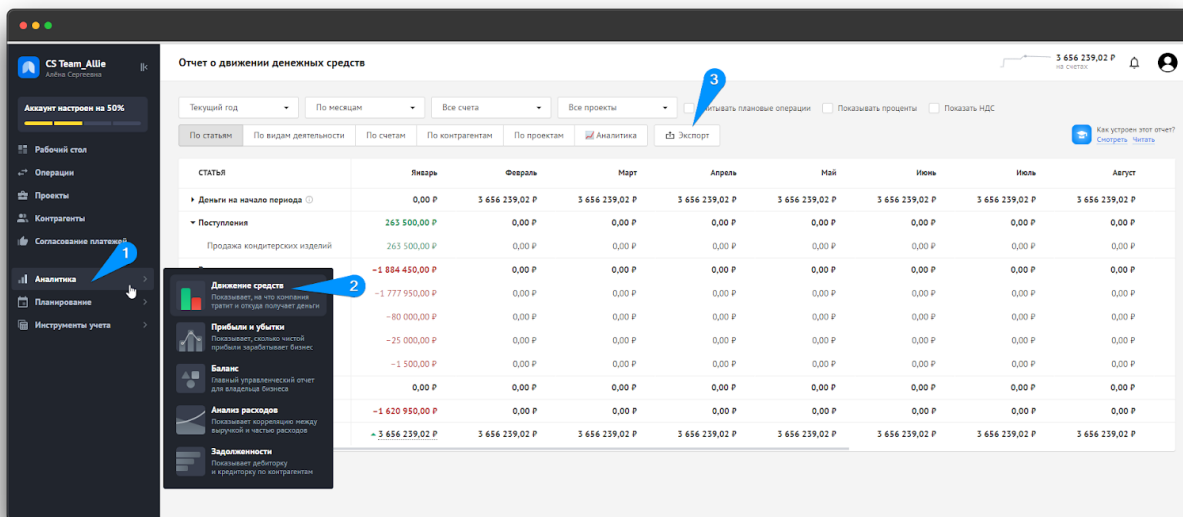 CS Team_Allie
Алёна Сергеевна
Аккаунт настроен на 50%
Рабочий стол
Операции
Проекты
Контрагенты
Согласование платежей
1
Аналитика
Планирование
Инструменты учета
Отчет о движении денежных средств
3 656 239,02 ₽
на счетах
3
Текущий год По месяцам Все счета Все проекты плановые операции Показывать проценты Показать НДС
По статьям По видам деятельности По счетам По контрагентам По проектам Аналитика Экспорт
Как устроен этот отчет?
Смотреть Читать
СТАТЬЯ Январь Февраль Март Апрель Май Июнь Июль Август
Деньги на начало периода 0,00 ₽ 3 656 239,02 ₽ 3 656 239,02 ₽ 3 656 239,02 ₽ 3 656 239,02 ₽ 3 656 239,02 ₽ 3 656 239,02 ₽ 3 656 239,02 ₽
Поступления 263 500,00 ₽ 0,00 ₽ 0,00 ₽ 0,00 ₽ 0,00 ₽ 0,00 ₽ 0,00 ₽ 0,00 ₽
Продажа кондитерских изделий 263 500,00 ₽ 0,00 ₽ 0,00 ₽ 0,00 ₽ 0,00 ₽ 0,00 ₽ 0,00 ₽ 0,00 ₽
−1 884 450,00 ₽ 0,00 ₽ 0,00 ₽ 0,00 ₽ 0,00 ₽ 0,00 ₽ 0,00 ₽ 0,00 ₽
−1 777 950,00 ₽ 0,00 ₽ 0,00 ₽ 0,00 ₽ 0,00 ₽ 0,00 ₽ 0,00 ₽ 0,00 ₽
−80 000,00 ₽ 0,00 ₽ 0,00 ₽ 0,00 ₽ 0,00 ₽ 0,00 ₽ 0,00 ₽ 0,00 ₽
−25 000,00 ₽ 0,00 ₽ 0,00 ₽ 0,00 ₽ 0,00 ₽ 0,00 ₽ 0,00 ₽ 0,00 ₽
−1 500,00 ₽ 0,00 ₽ 0,00 ₽ 0,00 ₽ 0,00 ₽ 0,00 ₽ 0,00 ₽ 0,00 ₽
0,00 ₽ 0,00 ₽ 0,00 ₽ 0,00 ₽ 0,00 ₽ 0,00 ₽ 0,00 ₽ 0,00 ₽
−1 620 950,00 ₽ 0,00 ₽ 0,00 ₽ 0,00 ₽ 0,00 ₽ 0,00 ₽ 0,00 ₽ 0,00 ₽
3 656 239,02 ₽ 3 656 239,02 ₽ 3 656 239,02 ₽ 3 656 239,02 ₽ 3 656 239,02 ₽ 3 656 239,02 ₽ 3 656 239,02 ₽ 3 656 239,02 ₽
2
Движение средств
Показывает, на что компания
тратит и откуда получает деньги
Прибыли и убытки
Показывает, сколько чистой
прибыли зарабатывает бизнес
Баланс
Главный управленческий отчет
для владельца бизнеса
Анализ расходов
Показывает корреляцию между
выручкой и частью расходов
Задолженности
Показывает дебиторку
и кредиторку по контрагентам